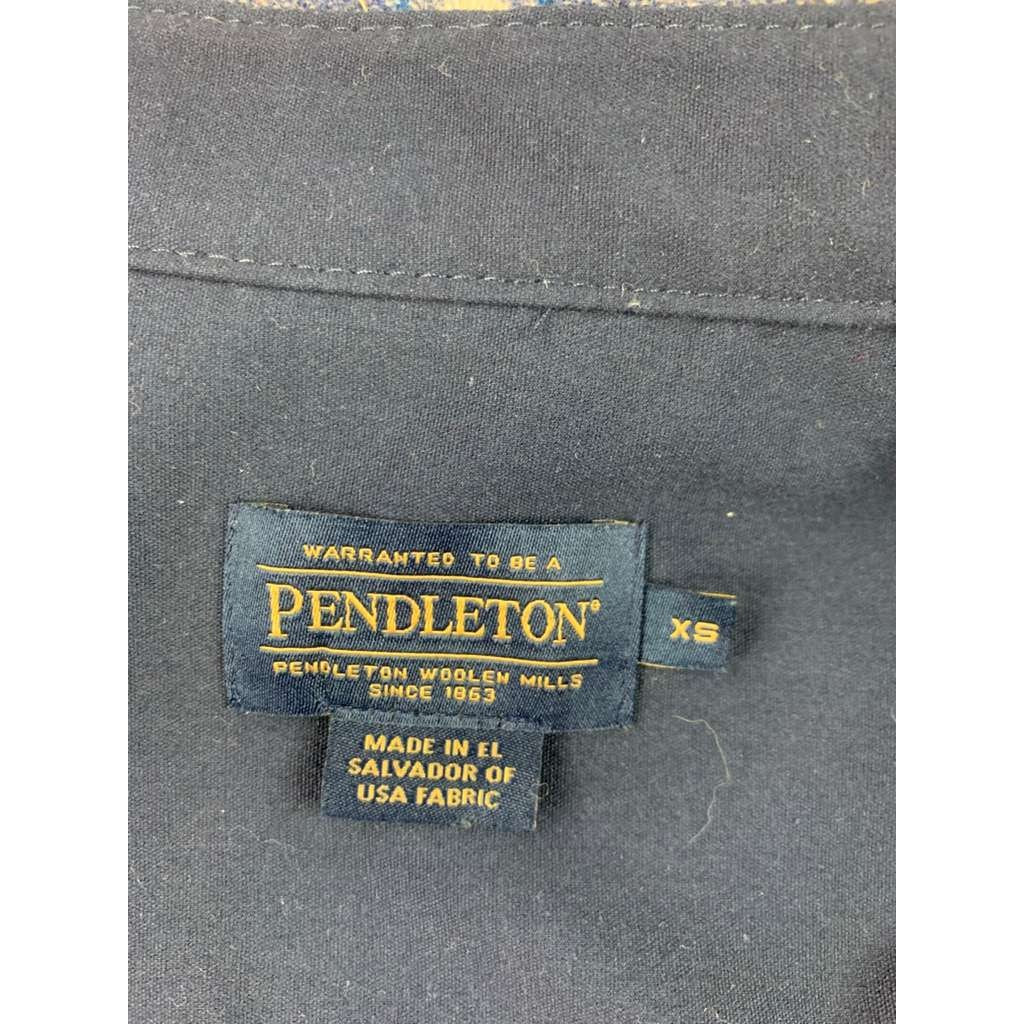 WARRANTED TO BE A
PENDLETON®
PENDLETON WOOLEN MILLS
SINCE 1863
XS
MADE IN EL
SALVADOR OF
USA FABRIC